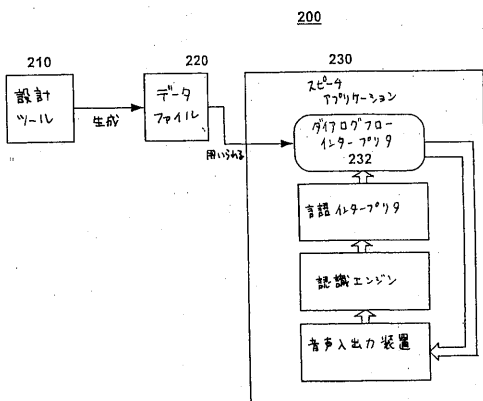 200
210
220
230
設計
ツール
生成
データ
ファイル
用いられる
スピーチ
アプリケーション
ダイアログフロー
インタープリタ
232
言語インタープリタ
認識エンジン
音声入出力装置